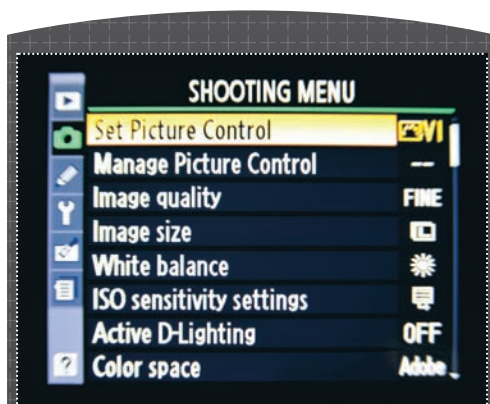 SHOOTING MENU
Set Picture Control VI
Manage Picture Control --
Image quality FINE
Image size L
White balance
ISO sensitivity settings
Active D-Lighting OFF
Color space Adobe
?